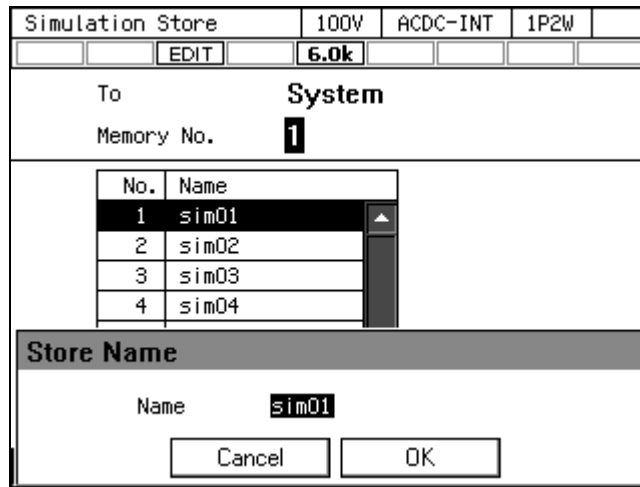 Simulation Store 100V ACDC-INT 1P2W
EDIT 6.0k
To System
Memory No. 1
No. Name
1 sim01
2 sim02
3 sim03
4 sim04
Store Name
Name sim01
Cancel OK